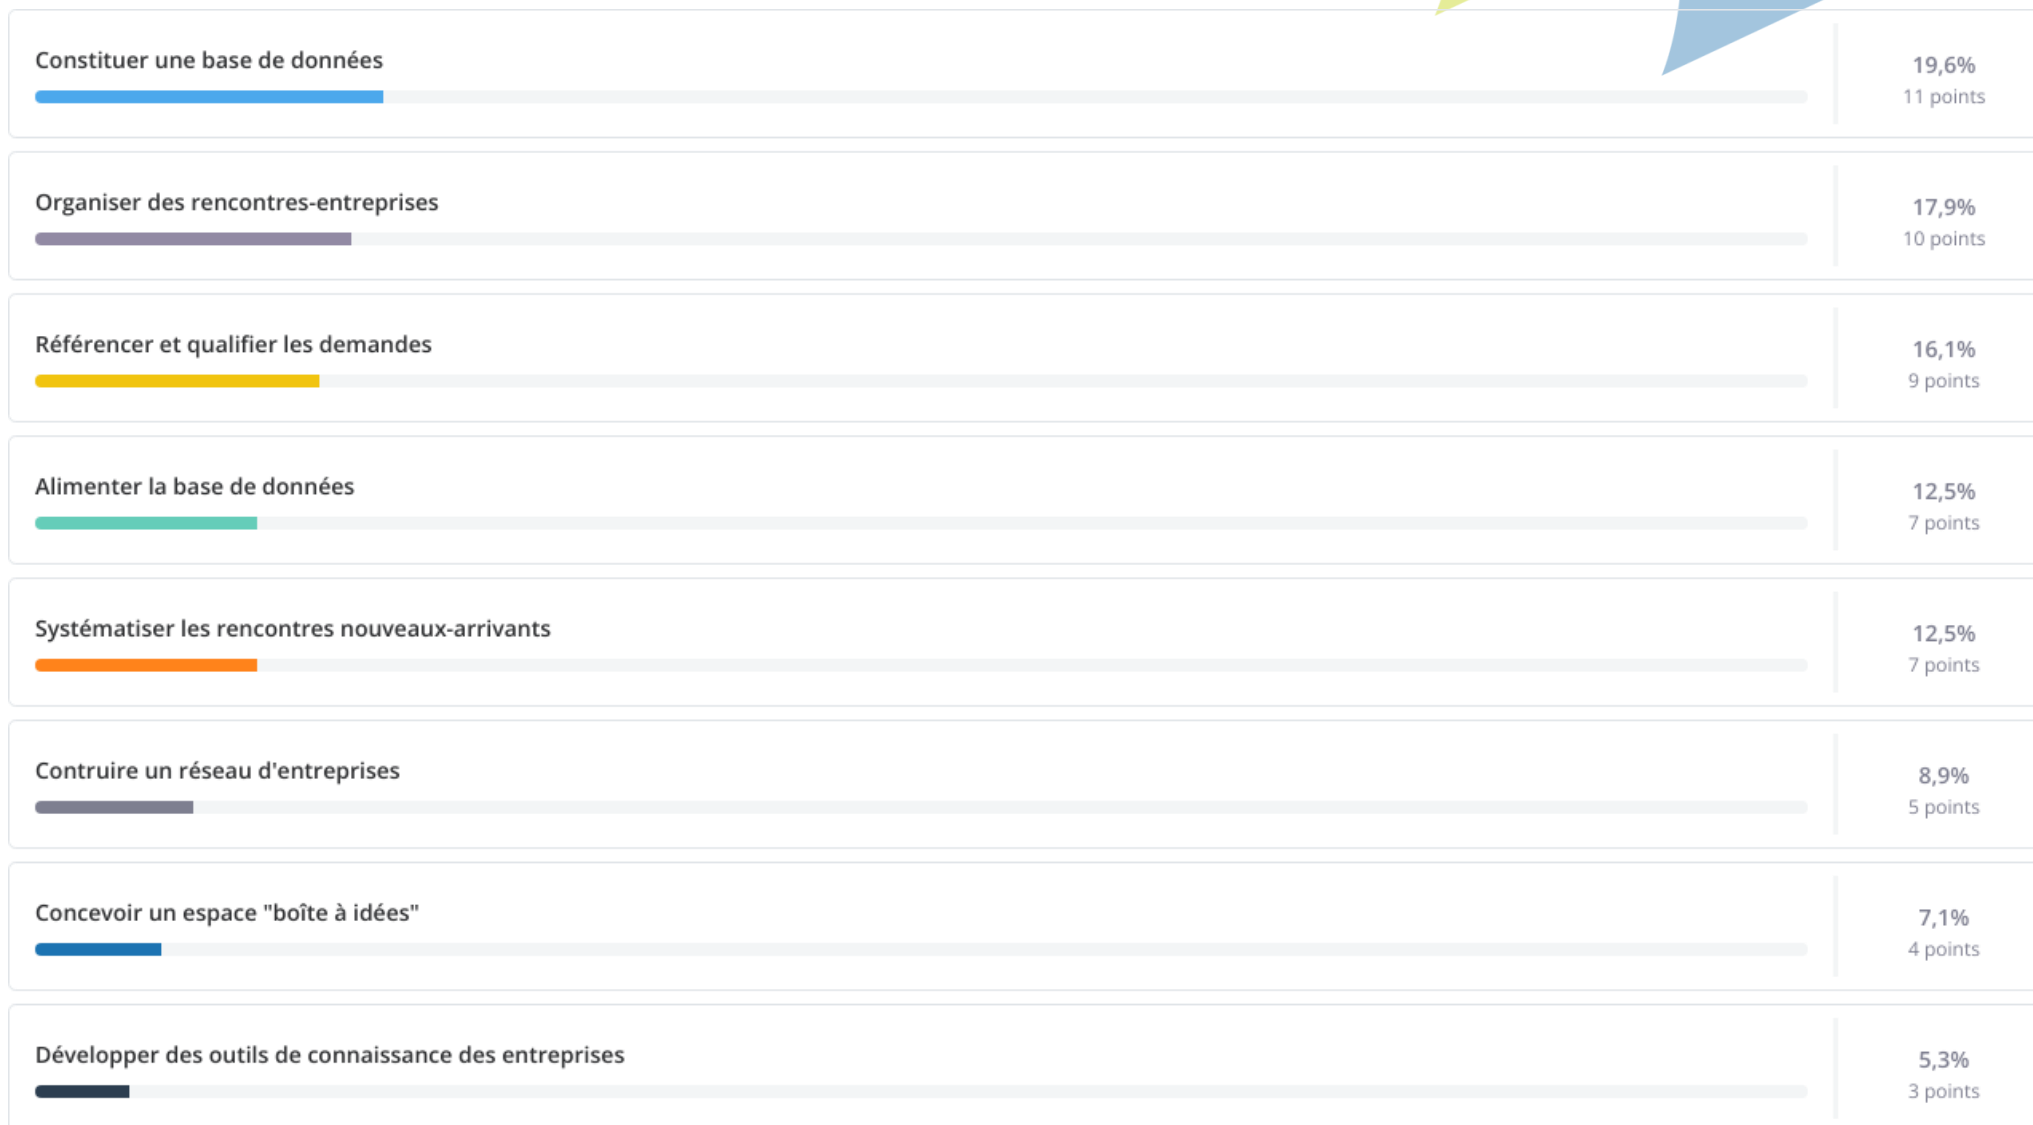 Constituer une base de données
19,6%
11 points
Organiser des rencontres-entreprises
17,9%
10 points
Référencer et qualifier les demandes
16,1%
9 points
Alimenter la base de données
12,5%
7 points
Systématiser les rencontres nouveaux-arrivants
12,5%
7 points
Contruire un réseau d'entreprises
8,9%
5 points
Concevoir un espace "boîte à idées"
7,1%
4 points
Développer des outils de connaissance des entreprises
5,3%
3 points